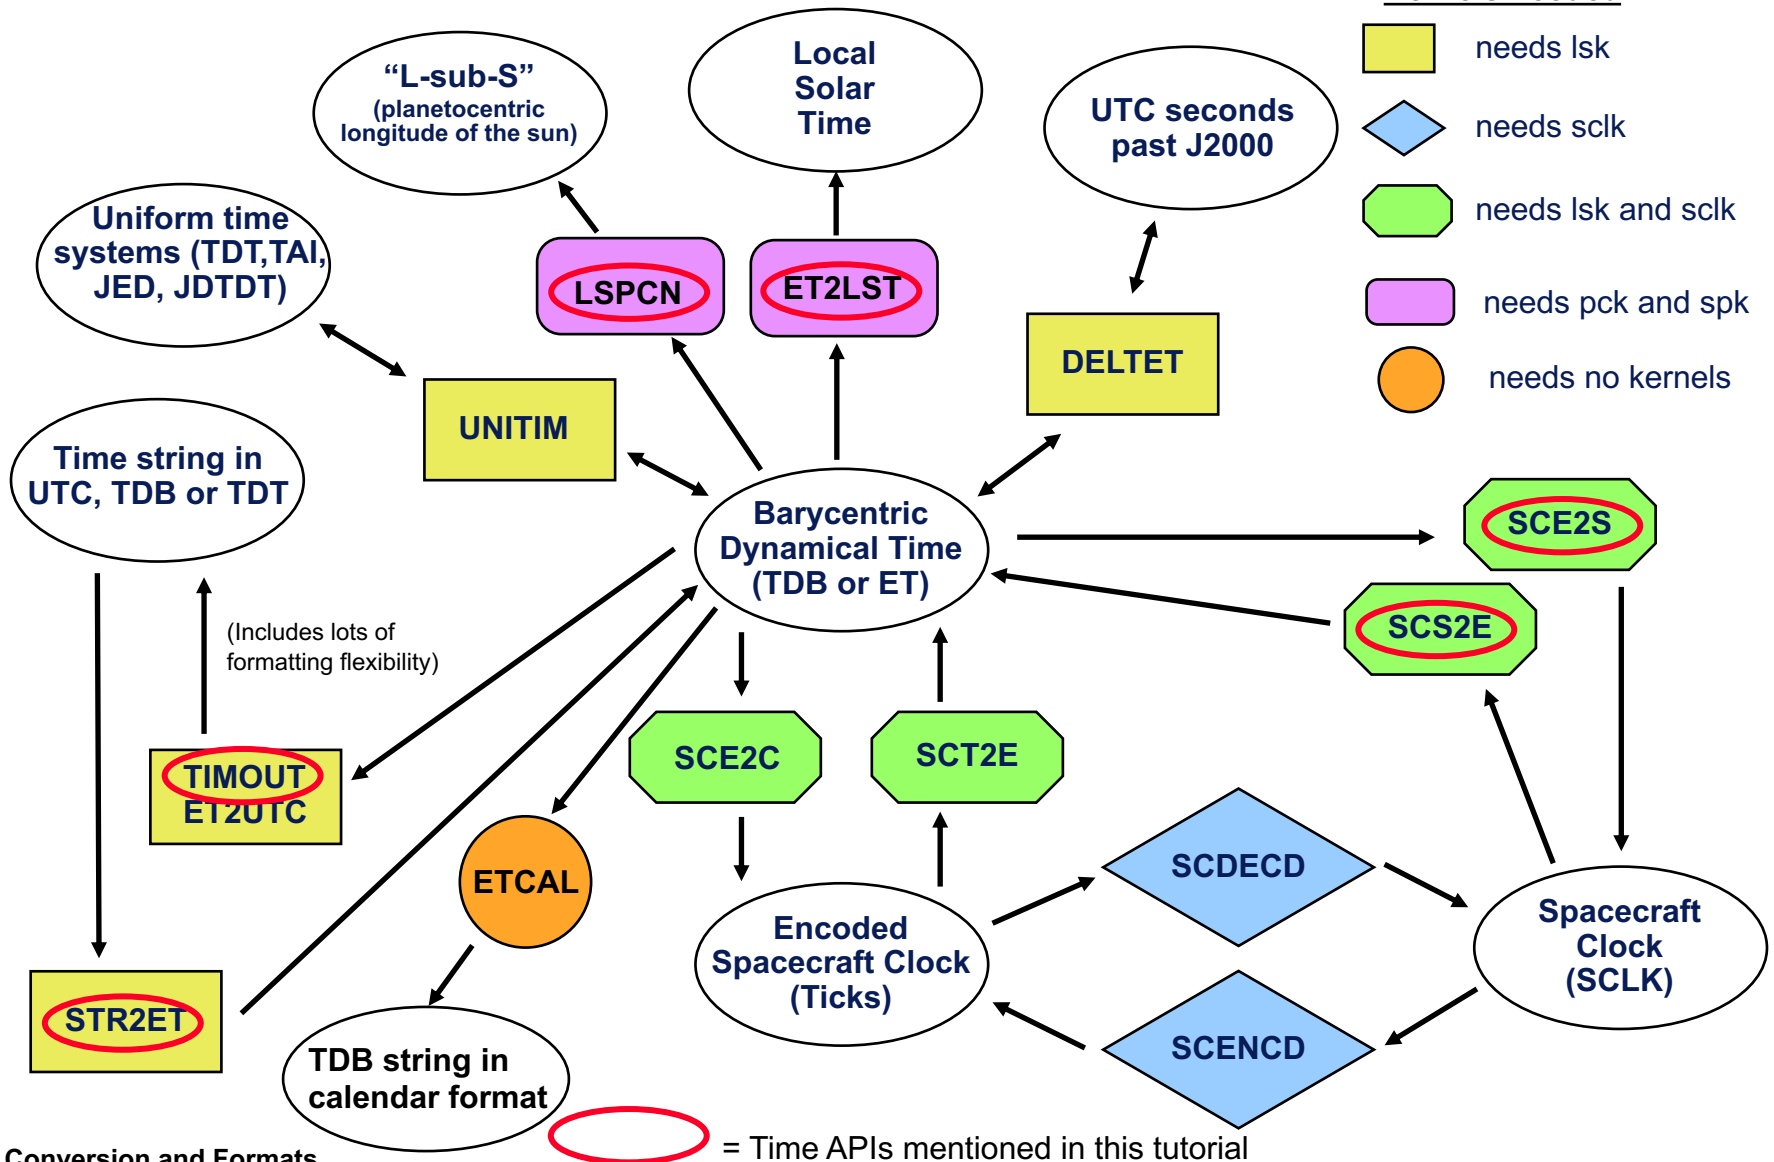 needs lsk
needs sclk
needs lsk and sclk
needs pck and spk
needs no kernels
“L-sub-S”
(planetocentric
longitude of the sun)
Local
Solar
Time
UTC seconds
past J2000
Uniform time
systems (TDT,TAI,
JED, JDTDT)
LSPCN
ET2LST
DELTET
UNITIM
Time string in
UTC, TDB or TDT
Barycentric
Dynamical Time
(TDB or ET)
SCE2S
SCS2E
(Includes lots of
formatting flexibility)
TIMOUT
ET2UTC
SCE2C
SCT2E
ETCAL
SCDECD
Encoded
Spacecraft Clock
(Ticks)
Spacecraft
Clock
(SCLK)
STR2ET
SCENCD
TDB string in
calendar format
= Time APIs mentioned in this tutorial
Conversion and Formats